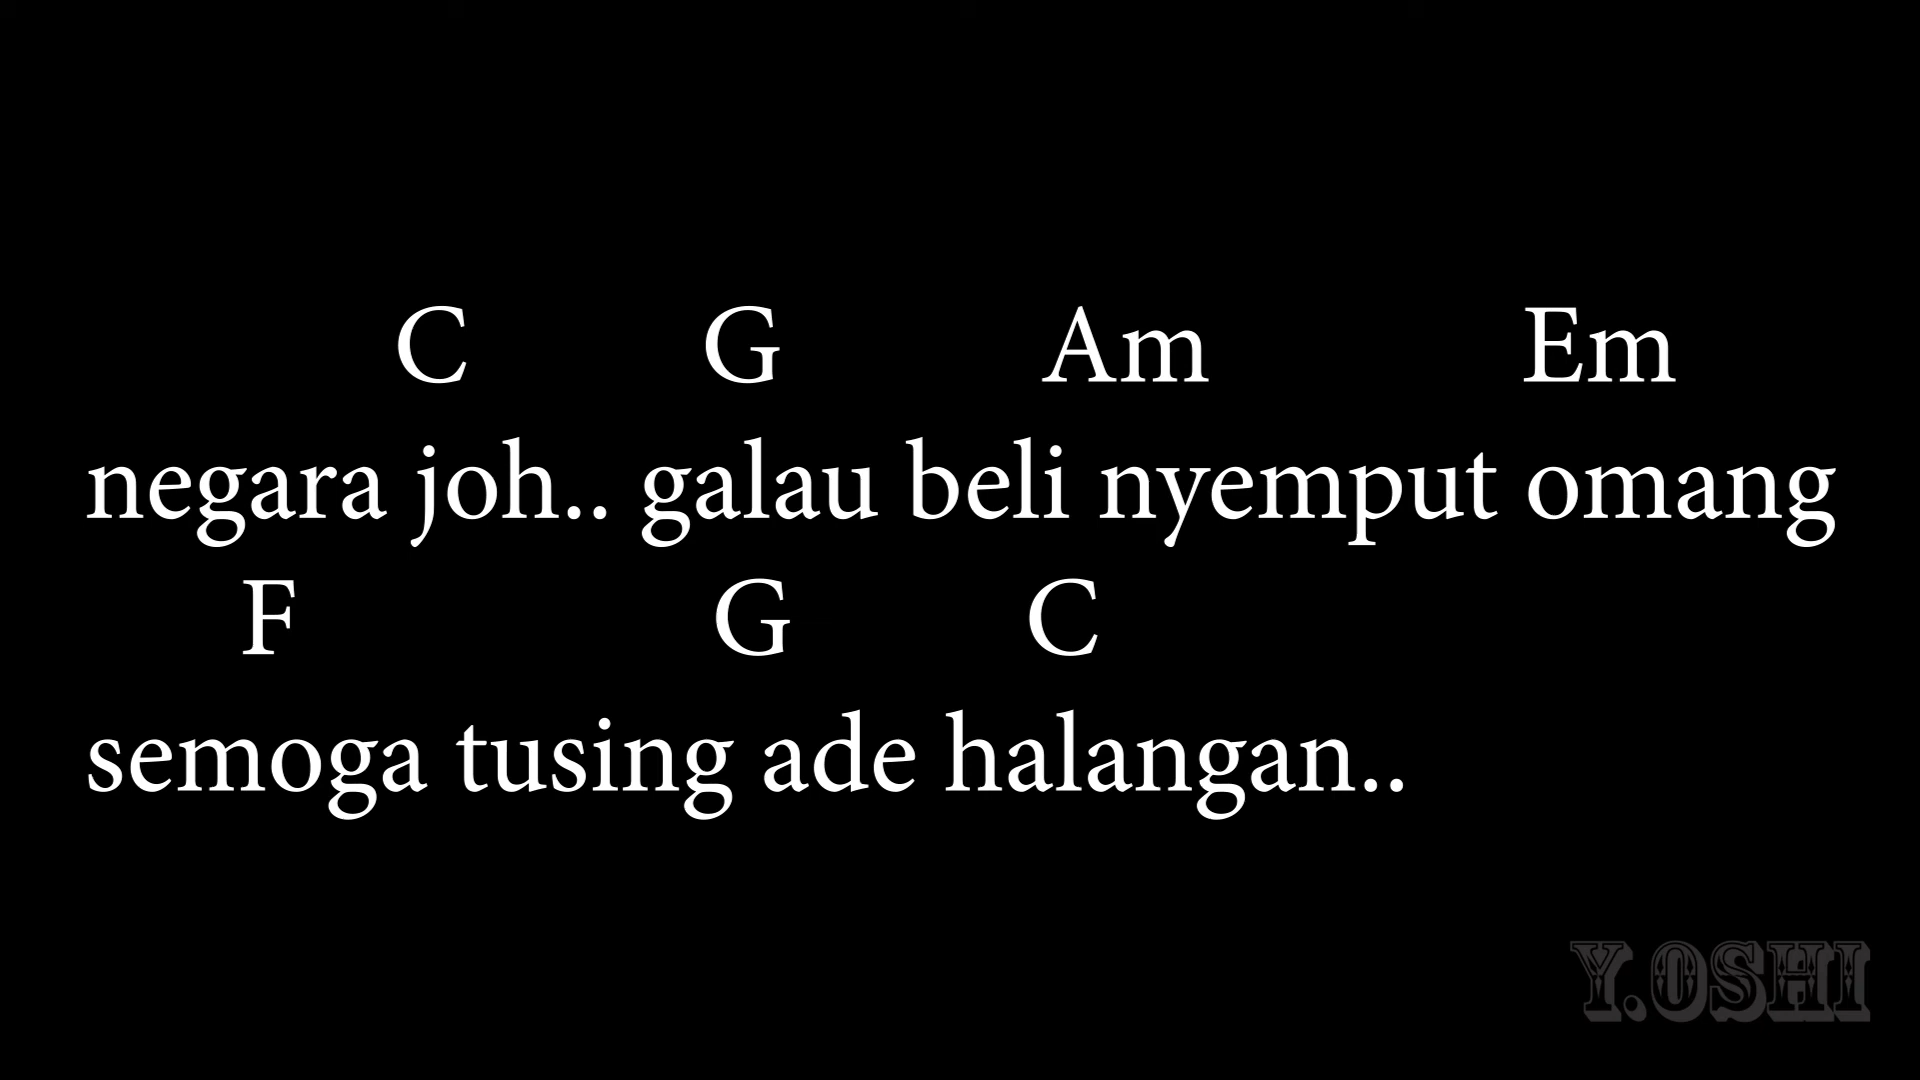 C G Am Em
negara joh.. galau beli nyemput omang
F G C
semoga tusing ade halangan..
Y.OSHI